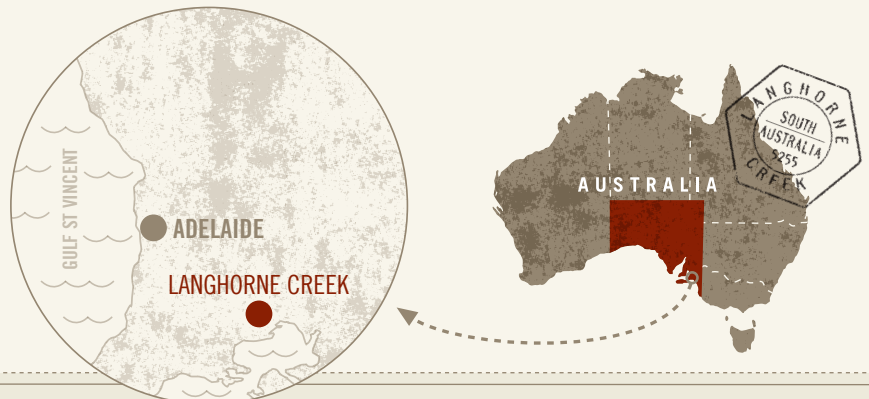 GULF ST VINCENT
ADELAIDE
LANGHORNE CREEK
AUSTRALIA
LANGHORNE
SOUTH
AUSTRALIA
5255
CREEK